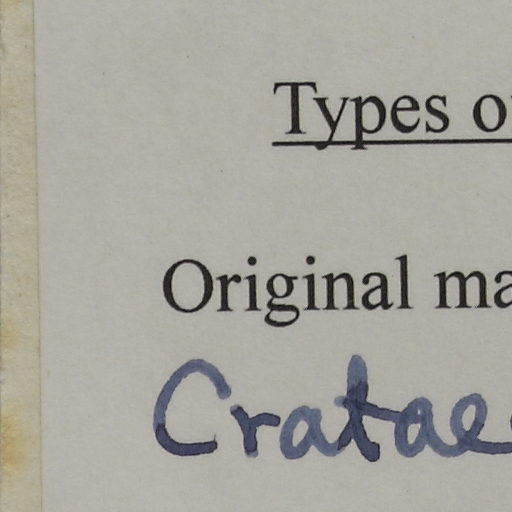 Types o
Original ma
Cratae